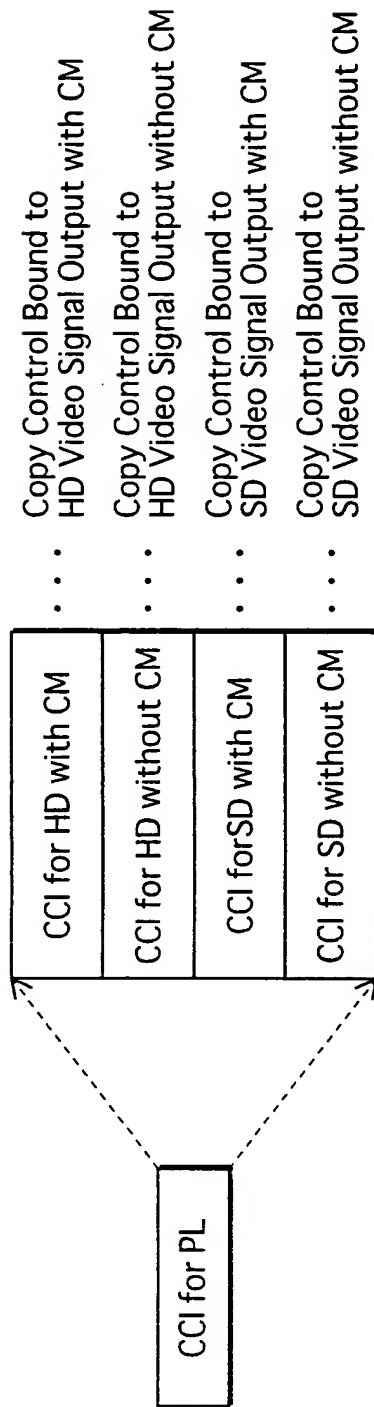 CCI for PL
CCI for HD with CM
CCI for HD without CM
CCI forSD with CM
CCI for SD without CM
. . . Copy Control Bound to
HD Video Signal Output with CM
. . . Copy Control Bound to
HD Video Signal Output without CM
. . . Copy Control Bound to
SD Video Signal Output with CM
. . . Copy Control Bound to
SD Video Signal Output without CM